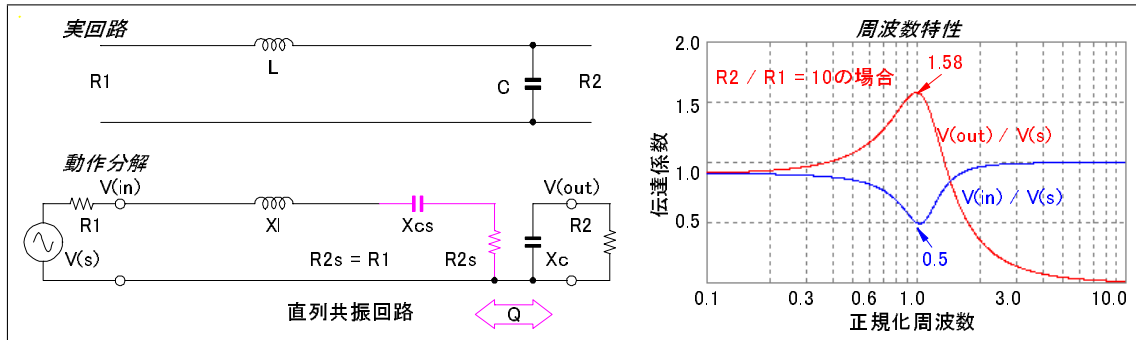 実回路
R1
L
C
R2
動作分解
V(in)
R1
V(s)
Xl
Xcs
R2s = R1
R2s
V(out)
R2
Xc
直列共振回路
Q
周波数特性
R2 / R1 = 10の場合
1.58
V(out) / V(s)
V(in) / V(s)
0.5
伝達係数
2.0
1.5
1.0
0.5
0.1
0.3
0.6
1.0
3.0
10.0
正規化周波数